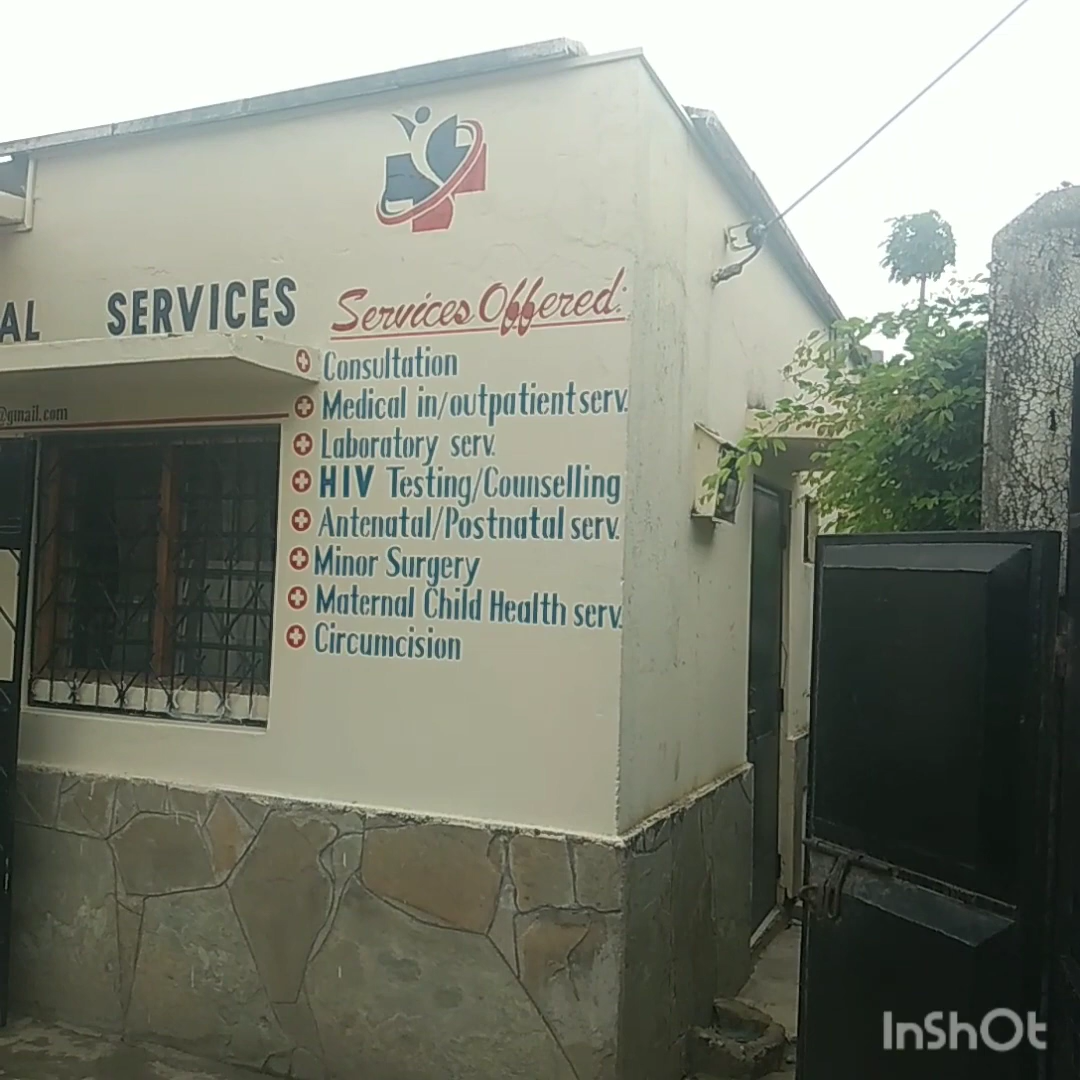 AL SERVICES
@gmail.com
Services Offered:
Consultation
Medical in/outpatient serv.
Laboratory serv.
HIV Testing/Counselling
Antenatal/Postnatal serv.
Minor Surgery
Maternal Child Health serv.
Circumcision
InShOt